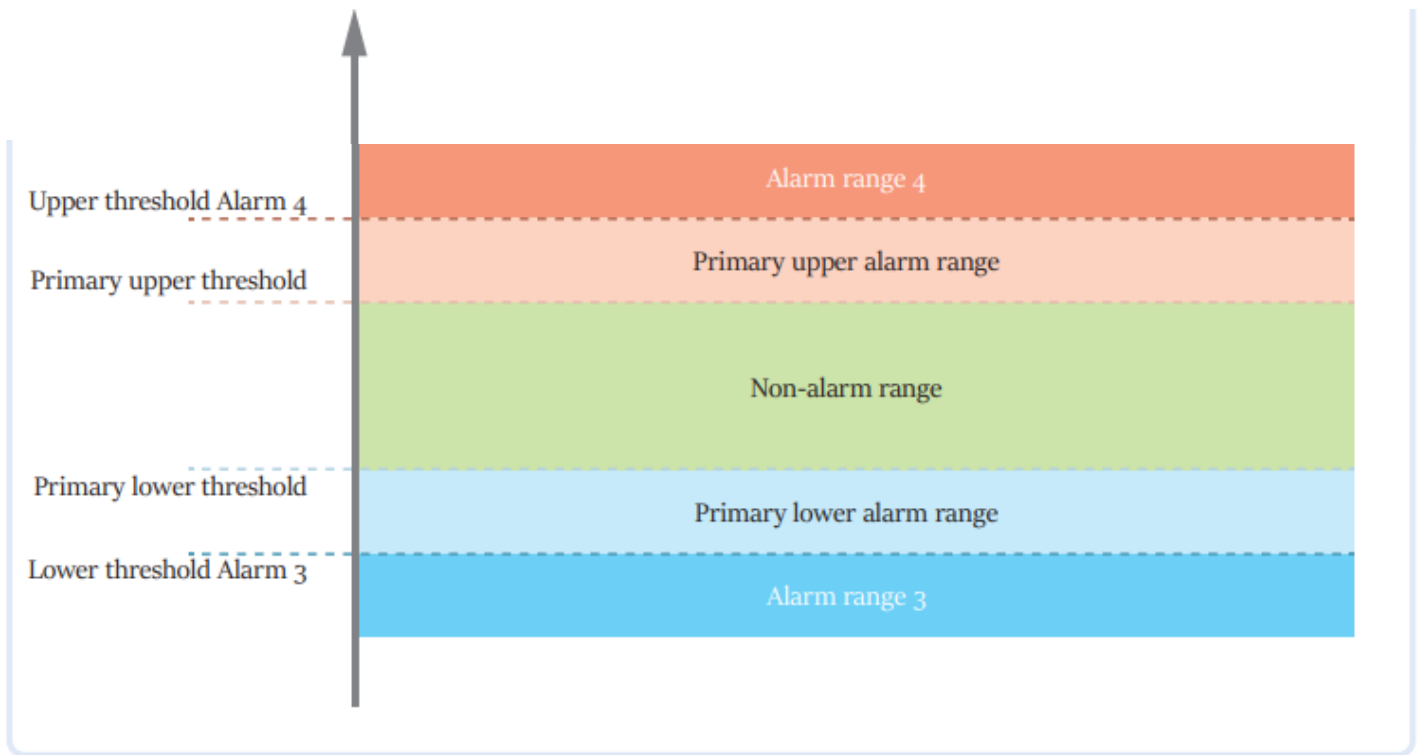 Alarm range 4
Upper threshold Alarm 4
Primary upper alarm range
Primary upper threshold
Non-alarm range
Primary lower threshold
Primary lower alarm range
Lower threshold Alarm 3
Alarm range 3